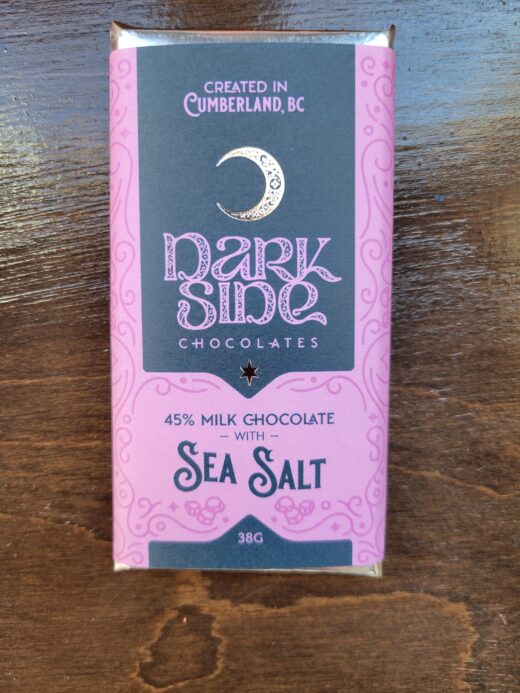 CREATED IN
CUMBERLAND, BC
DARK
SIDE
CHOCOLATES
45% MILK CHOCOLATE
– WITH –
SEA SALT
38G